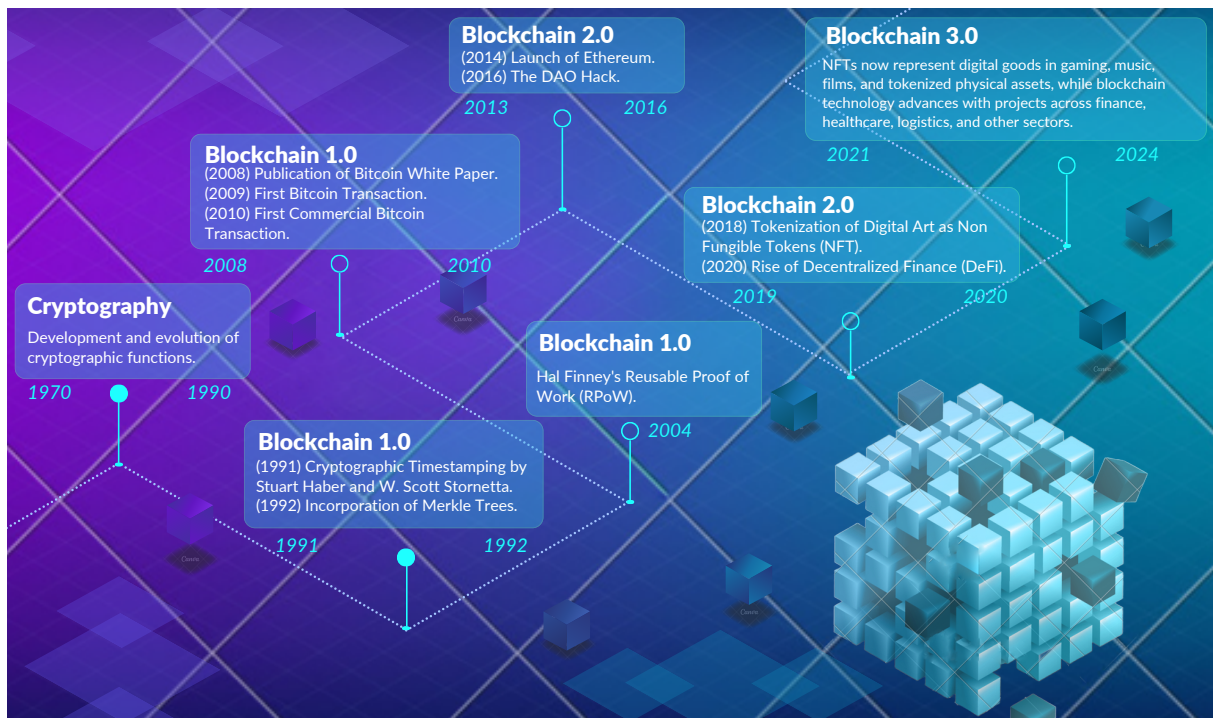 Cryptography
Development and evolution of
cryptographic functions.
1970
1990
Blockchain 1.0
(1991) Cryptographic Timestamping by
Stuart Haber and W. Scott Stornetta.
(1992) Incorporation of Merkle Trees.
1991
1992
Blockchain 1.0
Hal Finney's Reusable Proof of
Work (RPoW).
2004
Blockchain 1.0
(2008) Publication of Bitcoin White Paper.
(2009) First Bitcoin Transaction.
(2010) First Commercial Bitcoin
Transaction.
2008
2010
Blockchain 2.0
(2014) Launch of Ethereum.
(2016) The DAO Hack.
2013
2016
Blockchain 2.0
(2018) Tokenization of Digital Art as Non
Fungible Tokens (NFT).
(2020) Rise of Decentralized Finance (DeFi).
2019
2020
Blockchain 3.0
NFTs now represent digital goods in gaming, music,
films, and tokenized physical assets, while blockchain
technology advances with projects across finance,
healthcare, logistics, and other sectors.
2021
2024
Canva
Canva
Canva
Canva